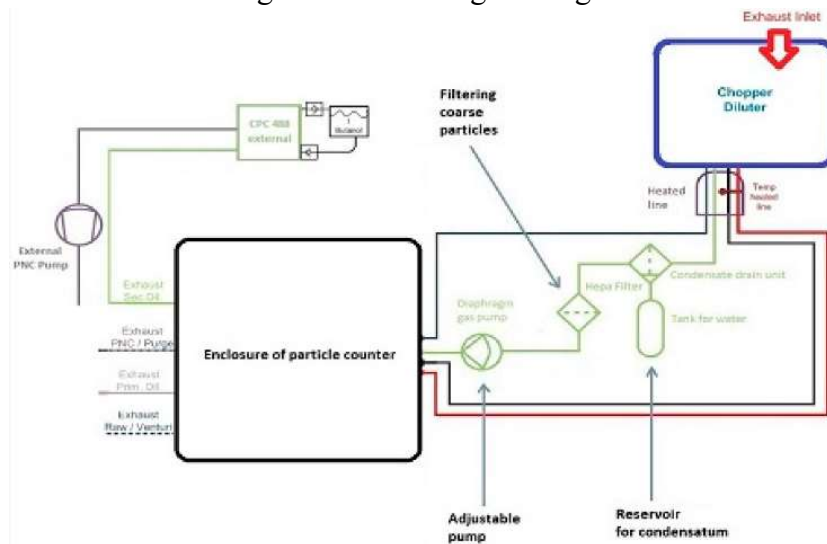 Exhaust Inlet
Chopper
Diluter
Filtering
coarse
particles
CPC 488
external
Butanol
Heated
line
Temp
heated
line
External
PNC Pump
Exhaust
Sec Dil
Diaphragm
gas pump
Hepa Filter
Condensate drain unit
Tank for water
Exhaust
PNC / Purge
Enclosure of particle counter
Exhaust
Prim. Dil
Exhaust
Raw / Venturi
Adjustable
pump
Reservoir
for condensatum